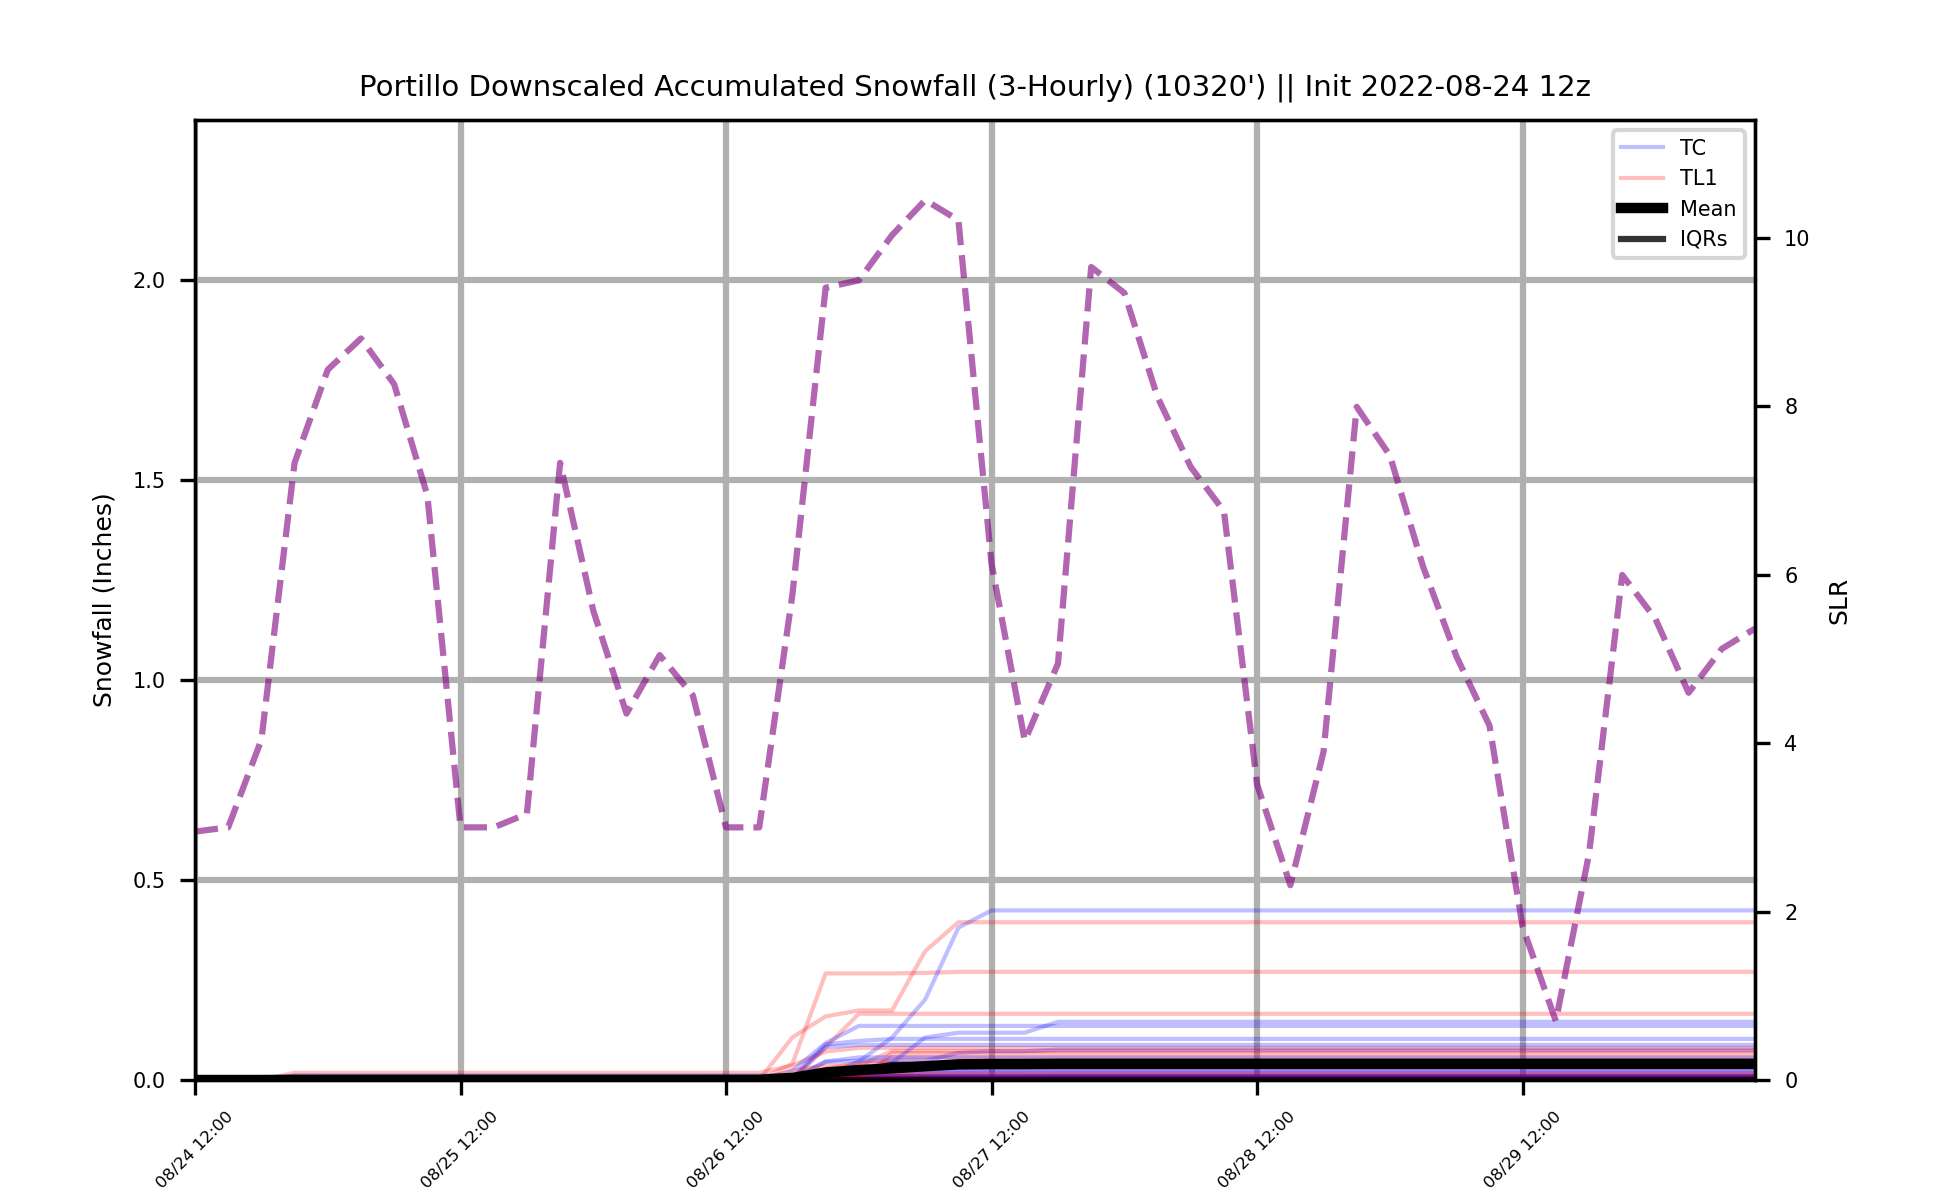 Portillo Downscaled Accumulated Snowfall (3-Hourly) (10320') || Init 2022-08-24 12z
TC
TL1
Mean
IQRs
Snowfall (Inches)
2.0
1.5
1.0
0.5
0.0
10
8
6
4
2
0
SLR
08/24 12:00
08/25 12:00
08/26 12:00
08/27 12:00
08/28 12:00
08/29 12:00